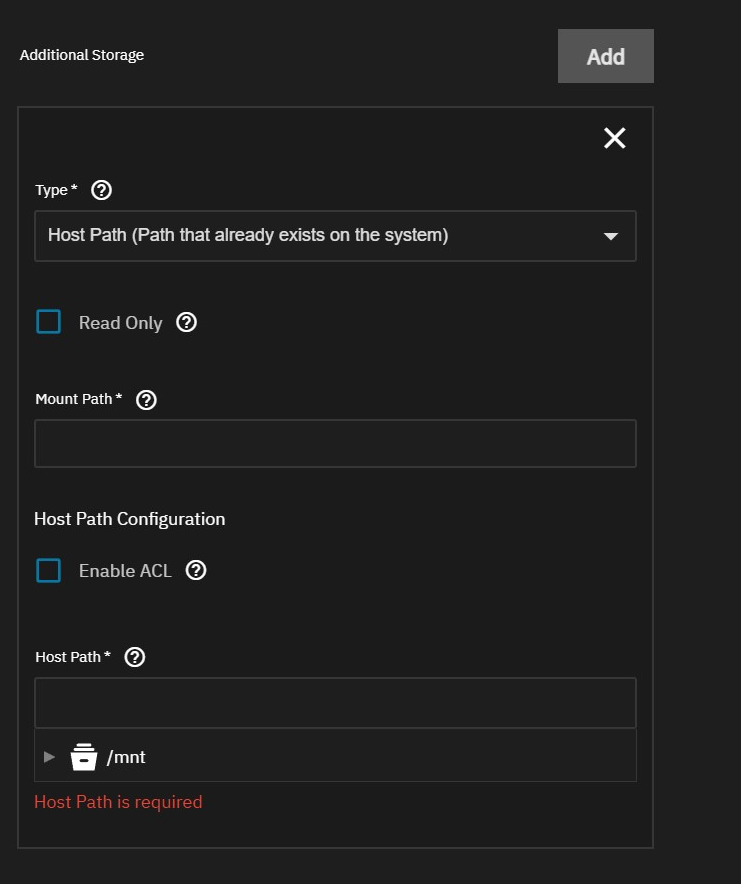 Additional Storage
Add
Type *
Host Path (Path that already exists on the system)
Read Only
Mount Path *
Host Path Configuration
Enable ACL
Host Path *
/mnt
Host Path is required